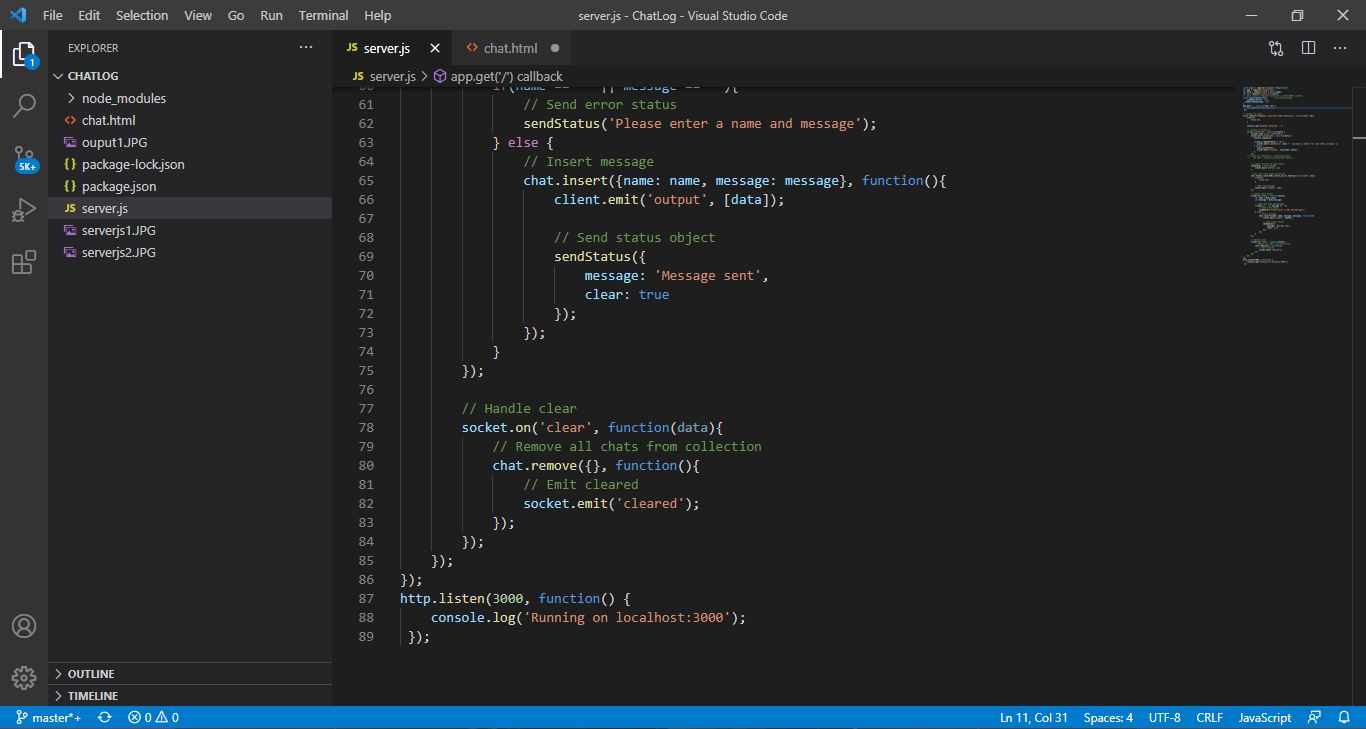 File Edit Selection View Go Run Terminal Help server.js - ChatLog - Visual Studio Code
EXPLORER
CHATLOG
node_modules
chat.html
ouput1.JPG
package-lock.json
package.json
server.js
serverjs1.JPG
serverjs2.JPG
OUTLINE
TIMELINE
1
5K+
JS server.js chat.html
JS server.js > app.get('/') callback
61 // Send error status
62 sendStatus('Please enter a name and message');
63 } else {
64 // Insert message
65 chat.insert({name: name, message: message}, function(){
66 client.emit('output', [data]);
67
68 // Send status object
69 sendStatus({
70 message: 'Message sent',
71 clear: true
72 });
73 });
74 }
75 });
76
77 // Handle clear
78 socket.on('clear', function(data){
79 // Remove all chats from collection
80 chat.remove({}, function(){
81 // Emit cleared
82 socket.emit('cleared');
83 });
84 });
85 });
86 });
87 http.listen(3000, function() {
88 console.log('Running on localhost:3000');
89 });
master*+ 0 0 Ln 11, Col 31 Spaces: 4 UTF-8 CRLF JavaScript